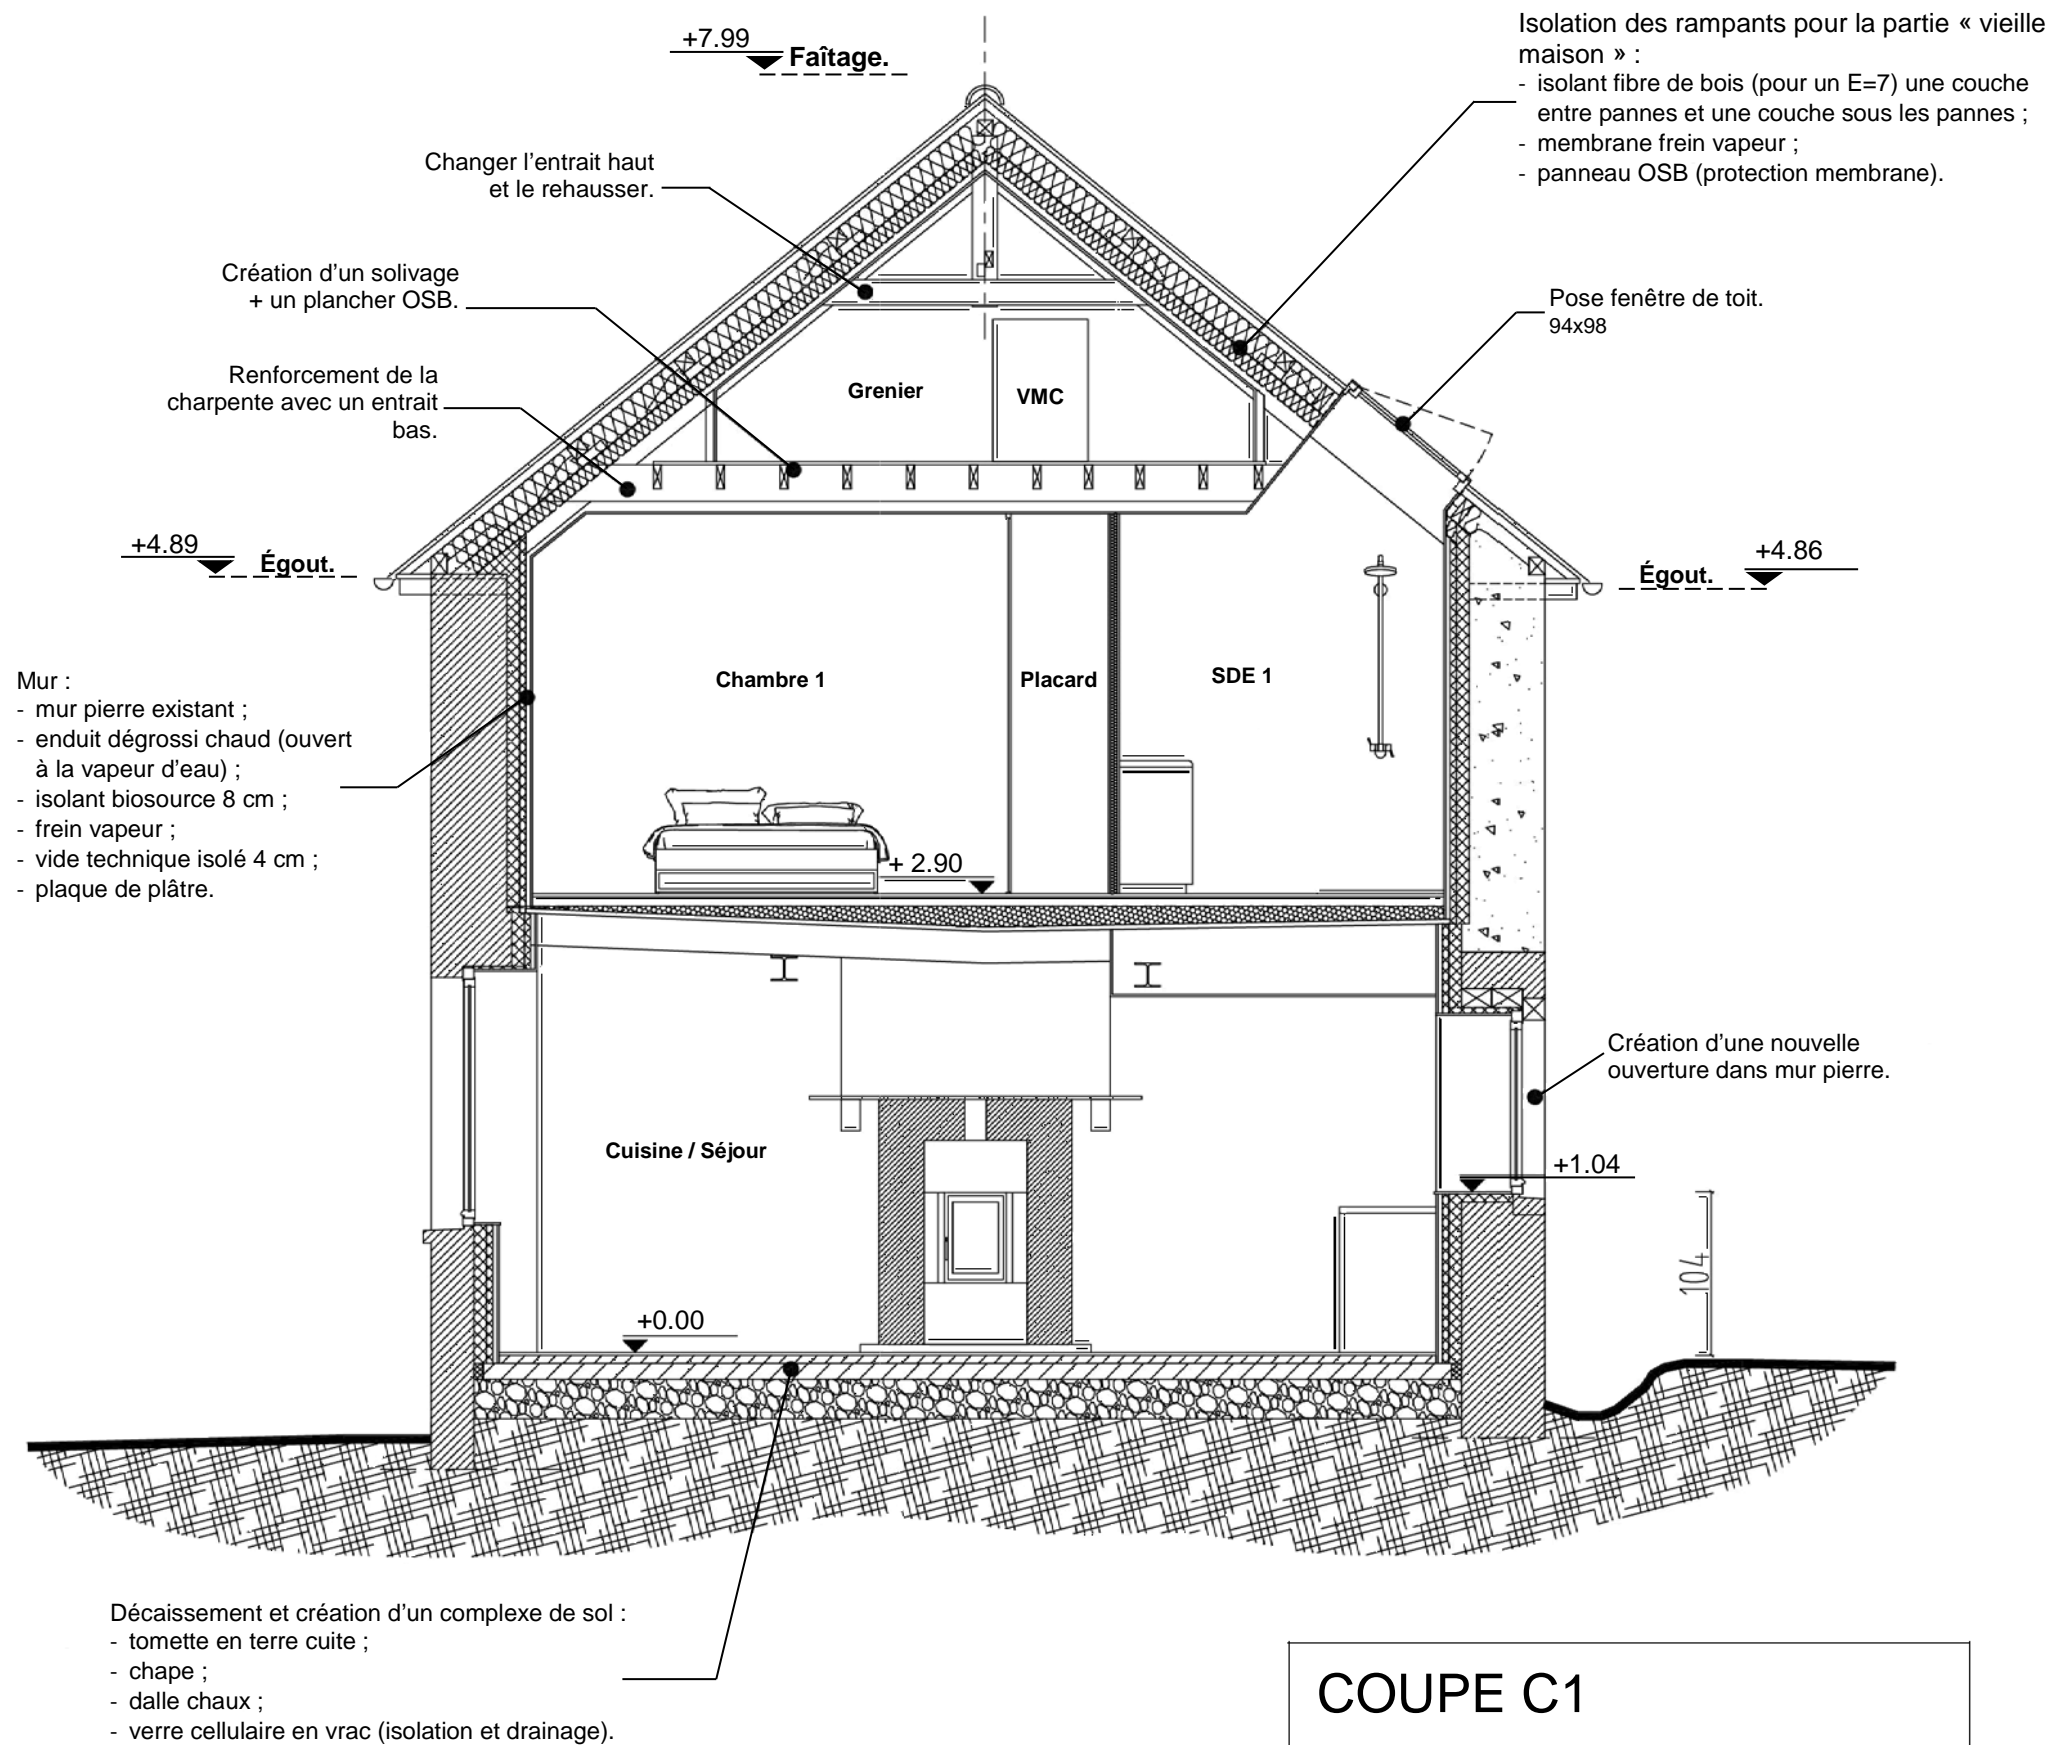 +7.99
Faîtage.
Isolation des rampants pour la partie « vieille
maison » :
- isolant fibre de bois (pour un E=7) une couche
entre pannes et une couche sous les pannes ;
- membrane frein vapeur ;
- panneau OSB (protection membrane).
Changer l’entrait haut
et le rehausser.
Création d’un solivage
+ un plancher OSB.
Pose fenêtre de toit.
94x98
Renforcement de la
charpente avec un entrait
bas.
Grenier
VMC
+4.89
Égout.
Égout.
+4.86
Mur :
- mur pierre existant ;
- enduit dégrossi chaud (ouvert
à la vapeur d'eau) ;
- isolant biosource 8 cm ;
- frein vapeur ;
- vide technique isolé 4 cm ;
- plaque de plâtre.
Chambre 1
Placard
SDE 1
+ 2.90
Création d’une nouvelle
ouverture dans mur pierre.
Cuisine / Séjour
+1.04
104
+0.00
Décaissement et création d’un complexe de sol :
- tomette en terre cuite ;
- chape ;
- dalle chaux ;
- verre cellulaire en vrac (isolation et drainage).
COUPE C1